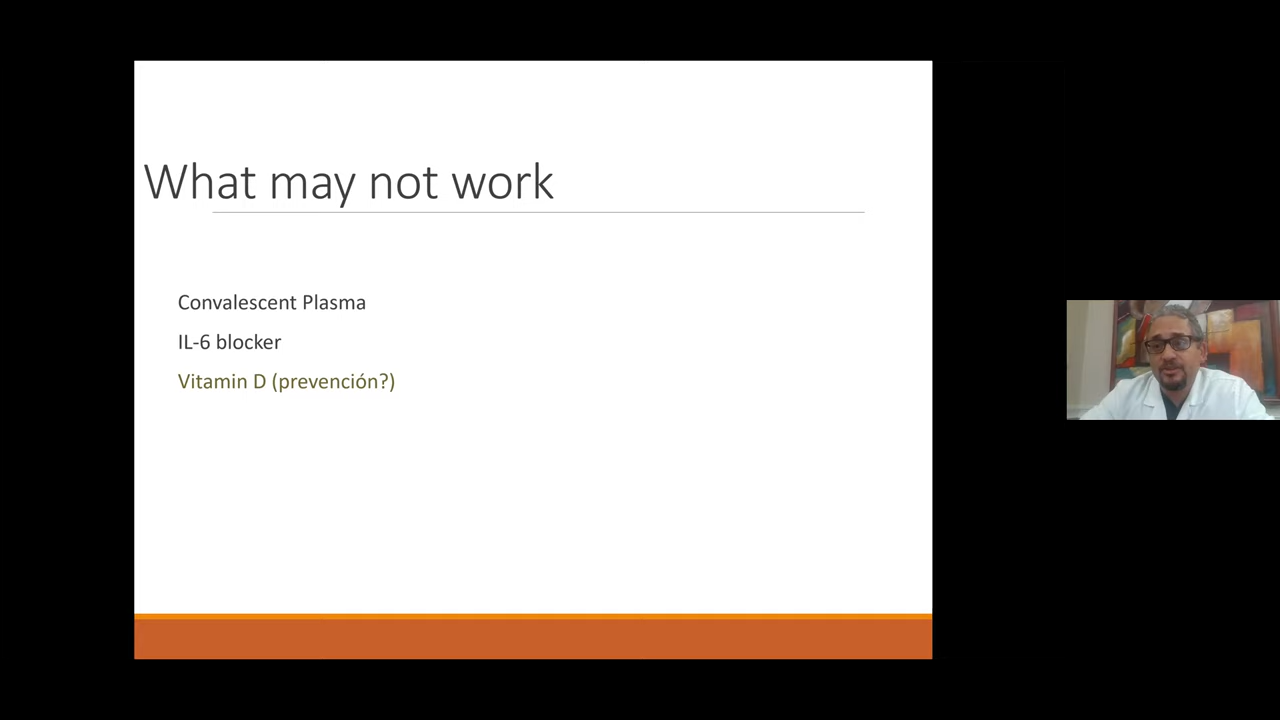 What may not work
Convalescent Plasma
IL-6 blocker
Vitamin D (prevención?)